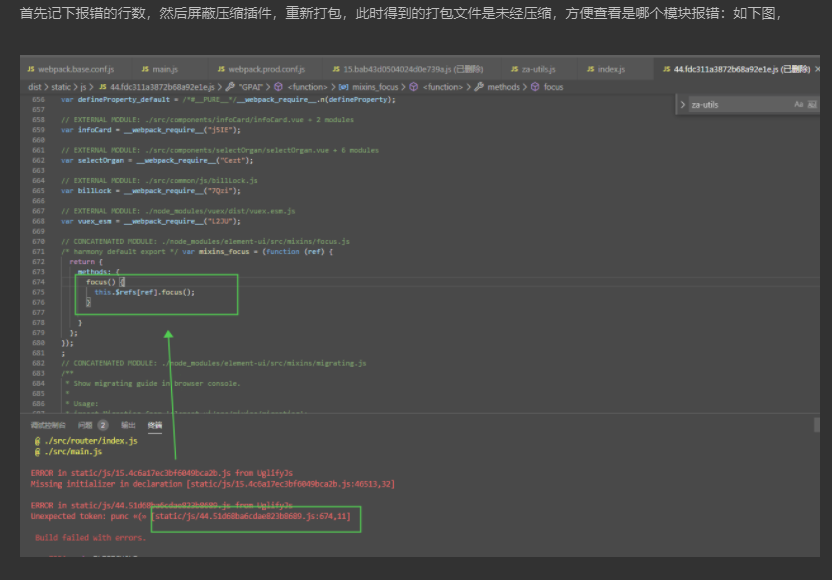 首先记下报错的行数，然后屏蔽压缩插件，重新打包，此时得到的打包文件是未经压缩，方便查看是哪个模块报错：如下图，
JS webpack.base.conf.js JS main.js JS webpack.prod.conf.js JS 15.bab43d0504024d0e739a.js (已删除) JS za-utils.js JS index.js JS 44.fdc311a3872b68a92e1e.js (已删除) ×
dist > static > js > JS 44.fdc311a3872b68a92e1e.js > "GPAI" > <function> > mixins_focus > <function> > methods > focus
> za-utils Aa
656 var defineProperty_default = /*#__PURE__*/__webpack_require__.n(defineProperty);
657
658 // EXTERNAL MODULE: ./src/components/infoCard/infoCard.vue + 2 modules
659 var infoCard = __webpack_require__("j5IE");
660
661 // EXTERNAL MODULE: ./src/components/selectOrgan/selectOrgan.vue + 6 modules
662 var selectOrgan = __webpack_require__("Cezt");
663
664 // EXTERNAL MODULE: ./src/common/js/billLock.js
665 var billLock = __webpack_require__("7Qzi");
666
667 // EXTERNAL MODULE: ./node_modules/vuex/dist/vuex.esm.js
668 var vuex_esm = __webpack_require__("L2JU");
669
670 // CONCATENATED MODULE: ./node_modules/element-ui/src/mixins/focus.js
671 /* harmony default export */ var mixins_focus = (function (ref) {
672 return {
673 methods: {
674 focus() {
675 this.$refs[ref].focus();
676 }
677
678 }
679 };
680 });
681 ;
682 // CONCATENATED MODULE: ./node_modules/element-ui/src/mixins/migrating.js
683 /**
684 * Show migrating guide in browser console.
685 *
686 * Usage:
调试控制台 问题 2 输出 终端
@ ./src/router/index.js
@ ./src/main.js
ERROR in static/js/15.4c6a17ec3bf6049bca2b.js from UglifyJs
Missing initializer in declaration [static/js/15.4c6a17ec3bf6049bca2b.js:46513,32]
ERROR in static/js/44.51d68ba6cdae823b8689.js from UglifyJs
Unexpected token: punc «(» [static/js/44.51d68ba6cdae823b8689.js:674,11]
Build failed with errors.